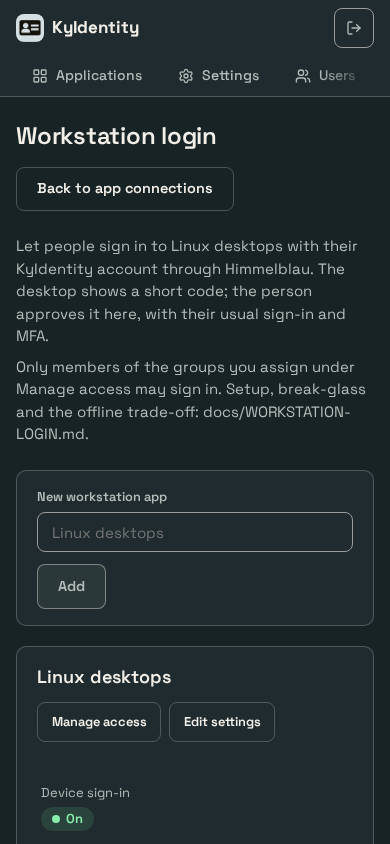 KyIdentity
Applications
Settings
Users
Workstation login
Back to app connections
Let people sign in to Linux desktops with their
KyIdentity account through Himmelblau. The
desktop shows a short code; the person
approves it here, with their usual sign-in and
MFA.
Only members of the groups you assign under
Manage access may sign in. Setup, break-glass
and the offline trade-off: docs/WORKSTATION-
LOGIN.md.
New workstation app
Linux desktops
Add
Linux desktops
Manage access
Edit settings
Device sign-in
On